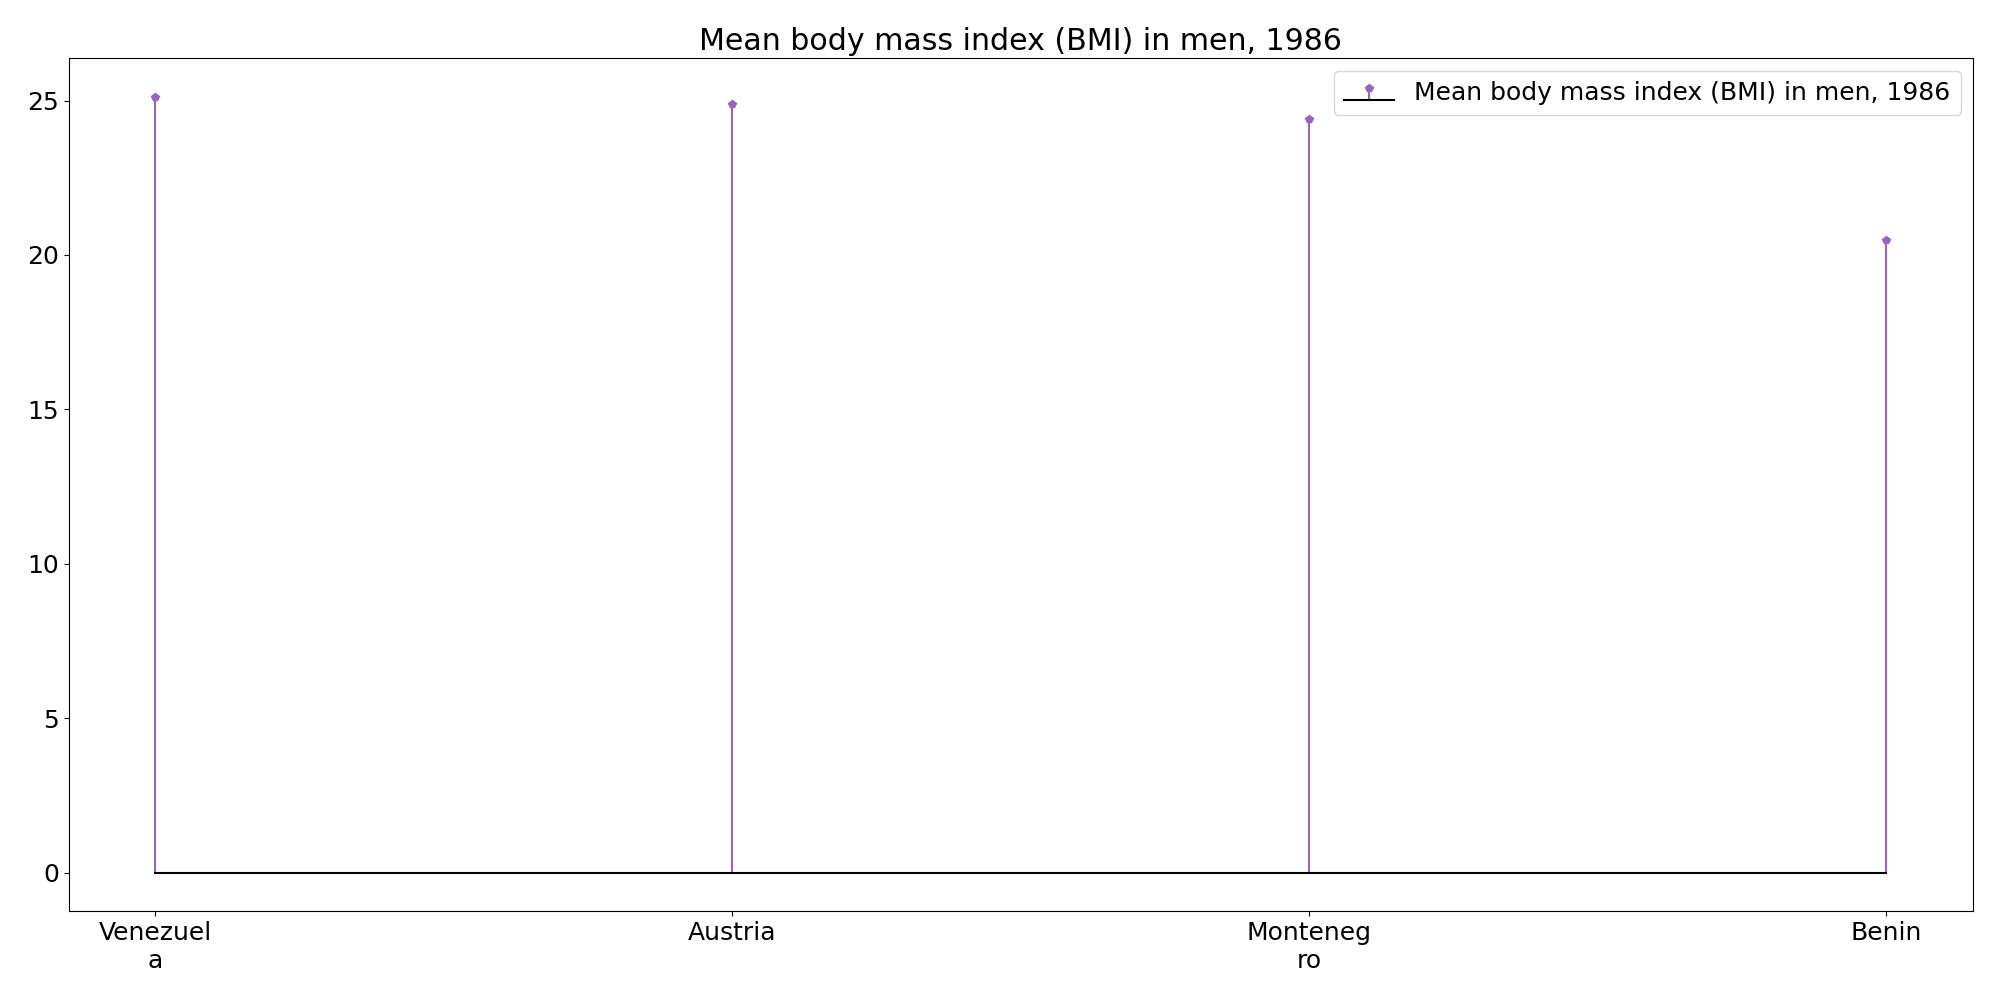 Mean body mass index (BMI) in men, 1986
Mean body mass index (BMI) in men, 1986
25
20
15
10
5
0
Venezuel
a
Austria
Monteneg
ro
Benin